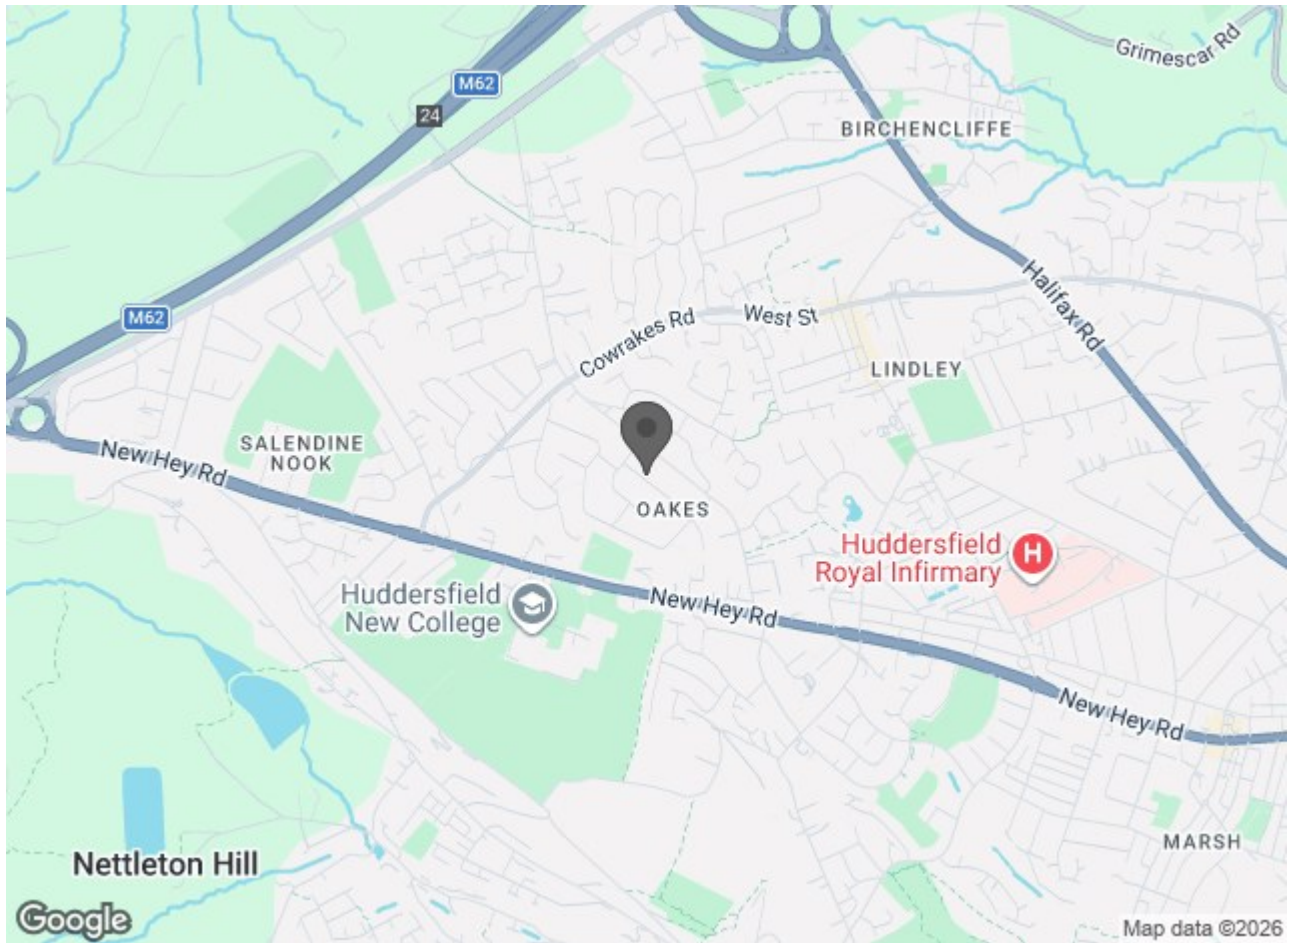 Grimescar Rd
M62
24
BIRCHENCLIFFE
Halifax Rd
M62
Cowrakes Rd
West St
LINDLEY
SALENDINE
NOOK
New Hey Rd
OAKES
Huddersfield
Royal Infirmary
H
Huddersfield
New College
New Hey Rd
New Hey Rd
MARSH
Nettleton Hill
Google
Map data ©2026